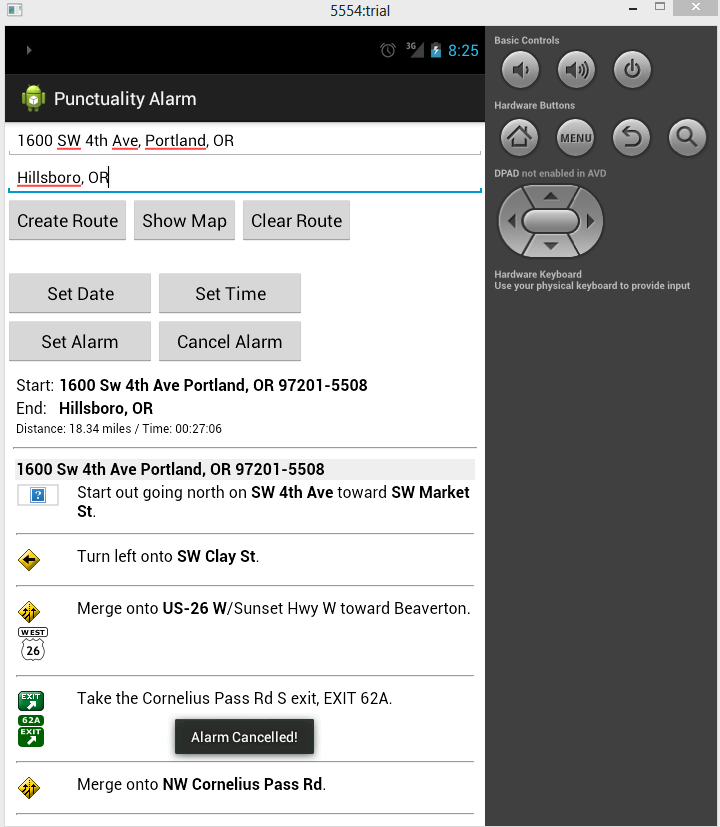 5554:trial
3G 8:25
Basic Controls
Punctuality Alarm
Hardware Buttons
MENU
1600 SW 4th Ave, Portland, OR
Hillsboro, OR
DPAD not enabled in AVD
Create Route Show Map Clear Route
Hardware Keyboard
Use your physical keyboard to provide input
Set Date Set Time
Set Alarm Cancel Alarm
Start: 1600 Sw 4th Ave Portland, OR 97201-5508
End: Hillsboro, OR
Distance: 18.34 miles / Time: 00:27:06
1600 Sw 4th Ave Portland, OR 97201-5508
?
Start out going north on SW 4th Ave toward SW Market
St.
Turn left onto SW Clay St.
Merge onto US-26 W/Sunset Hwy W toward Beaverton.
WEST
26
Take the Cornelius Pass Rd S exit, EXIT 62A.
EXIT
62A
EXIT
Alarm Cancelled!
Merge onto NW Cornelius Pass Rd.